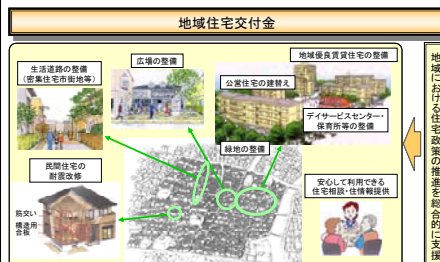 地域住宅交付金
生活道路の整備
(密集住宅市街地等)
広場の整備
地域優良賃貸住宅の整備
公営住宅の建替え
デイサービスセンター・
保育所等の整備
緑地の整備
民間住宅の
耐震改修
筋交い
構造用
合板
安心して利用できる
住宅相談・住情報提供
地域における住宅政策の推進を総合的に支援